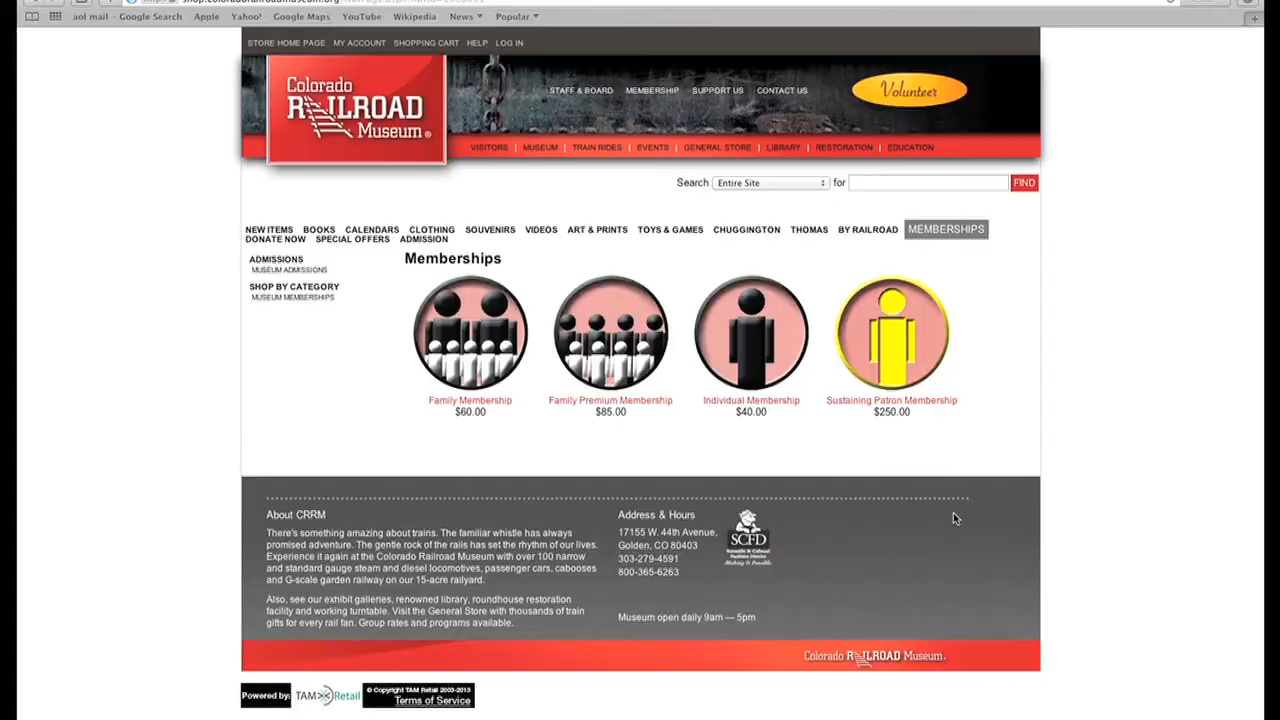 aol mail – Google Search Apple Yahoo! Google Maps YouTube Wikipedia News Popular
STORE HOME PAGE MY ACCOUNT SHOPPING CART HELP LOG IN
Colorado
RAILROAD
Museum®
STAFF & BOARD MEMBERSHIP SUPPORT US CONTACT US
Volunteer
VISITORS | MUSEUM | TRAIN RIDES | EVENTS | GENERAL STORE | LIBRARY | RESTORATION | EDUCATION
Search Entire Site for FIND
NEW ITEMS BOOKS CALENDARS CLOTHING SOUVENIRS VIDEOS ART & PRINTS TOYS & GAMES CHUGGINGTON THOMAS BY RAILROAD MEMBERSHIPS
DONATE NOW SPECIAL OFFERS ADMISSION
ADMISSIONS
MUSEUM ADMISSIONS
SHOP BY CATEGORY
MUSEUM MEMBERSHIPS
Memberships
Family Membership
$60.00
Family Premium Membership
$85.00
Individual Membership
$40.00
Sustaining Patron Membership
$250.00
About CRRM
There's something amazing about trains. The familiar whistle has always
promised adventure. The gentle rock of the rails has set the rhythm of our lives.
Experience it again at the Colorado Railroad Museum with over 100 narrow
and standard gauge steam and diesel locomotives, passenger cars, cabooses
and G-scale garden railway on our 15-acre railyard.
Also, see our exhibit galleries, renowned library, roundhouse restoration
facility and working turntable. Visit the General Store with thousands of train
gifts for every rail fan. Group rates and programs available.
Address & Hours
17155 W. 44th Avenue,
Golden, CO 80403
303-279-4591
800-365-6263
SCFD
Scientific & Cultural
Facilities District
Making It Possible
Museum open daily 9am — 5pm
Colorado RAILROAD Museum.
Powered by: TAM Retail
© Copyright TAM Retail 2003-2013
Terms of Service